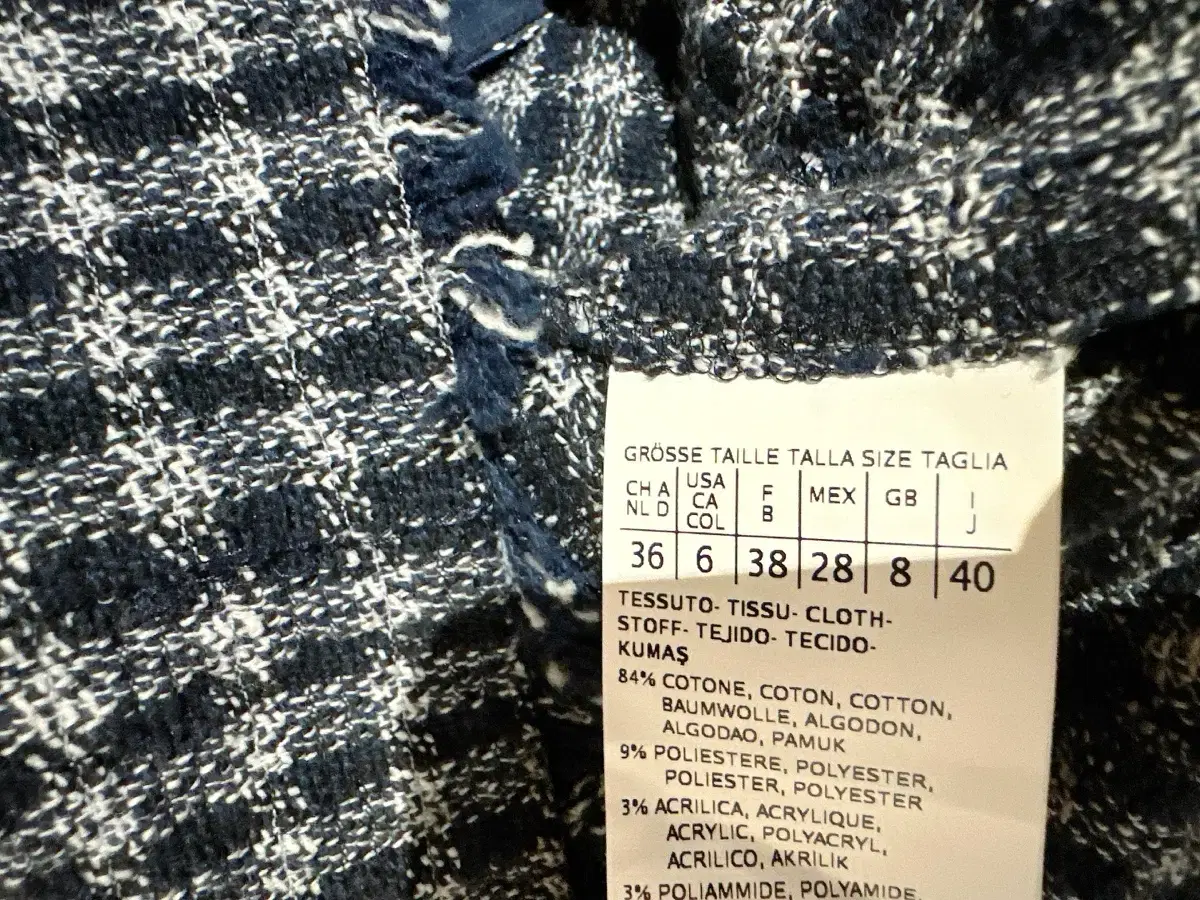 GRÖSSE TAILLE TALLA SIZE TAGLIA
CH A USA F MEX GB I
NL D CA B J
COL
36 6 38 28 8 40
TESSUTO- TISSU- CLOTH-
STOFF- TEJIDO- TECIDO-
KUMAŞ
84% COTONE, COTON, COTTON,
BAUMWOLLE, ALGODON,
ALGODAO, PAMUK
9% POLIESTERE, POLYESTER,
POLIESTER, POLYESTER
3% ACRILICA, ACRYLIQUE,
ACRYLIC, POLYACRYL,
ACRILICO, AKRILIK
3% POLIAMMIDE, POLYAMIDE,